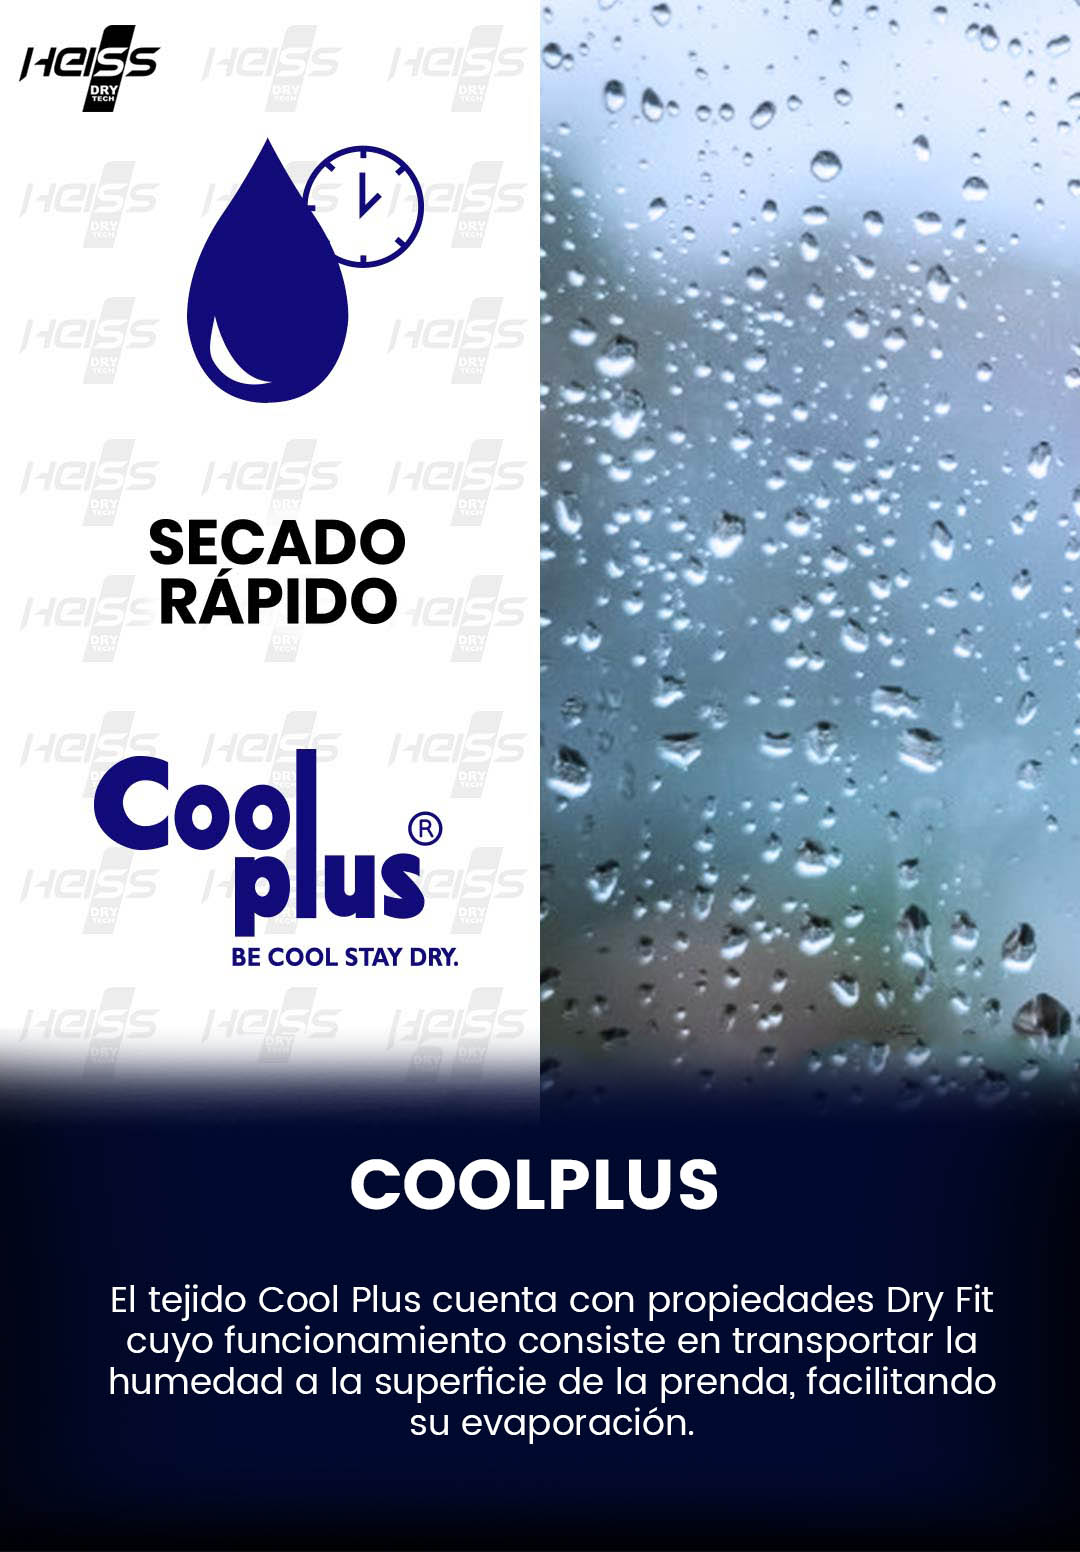 HEISS
DRY
TECH
SECADO
RÁPIDO
Cool
plus®
BE COOL STAY DRY.
COOLPLUS
El tejido Cool Plus cuenta con propiedades Dry Fit
cuyo funcionamiento consiste en transportar la
humedad a la superficie de la prenda, facilitando
su evaporación.